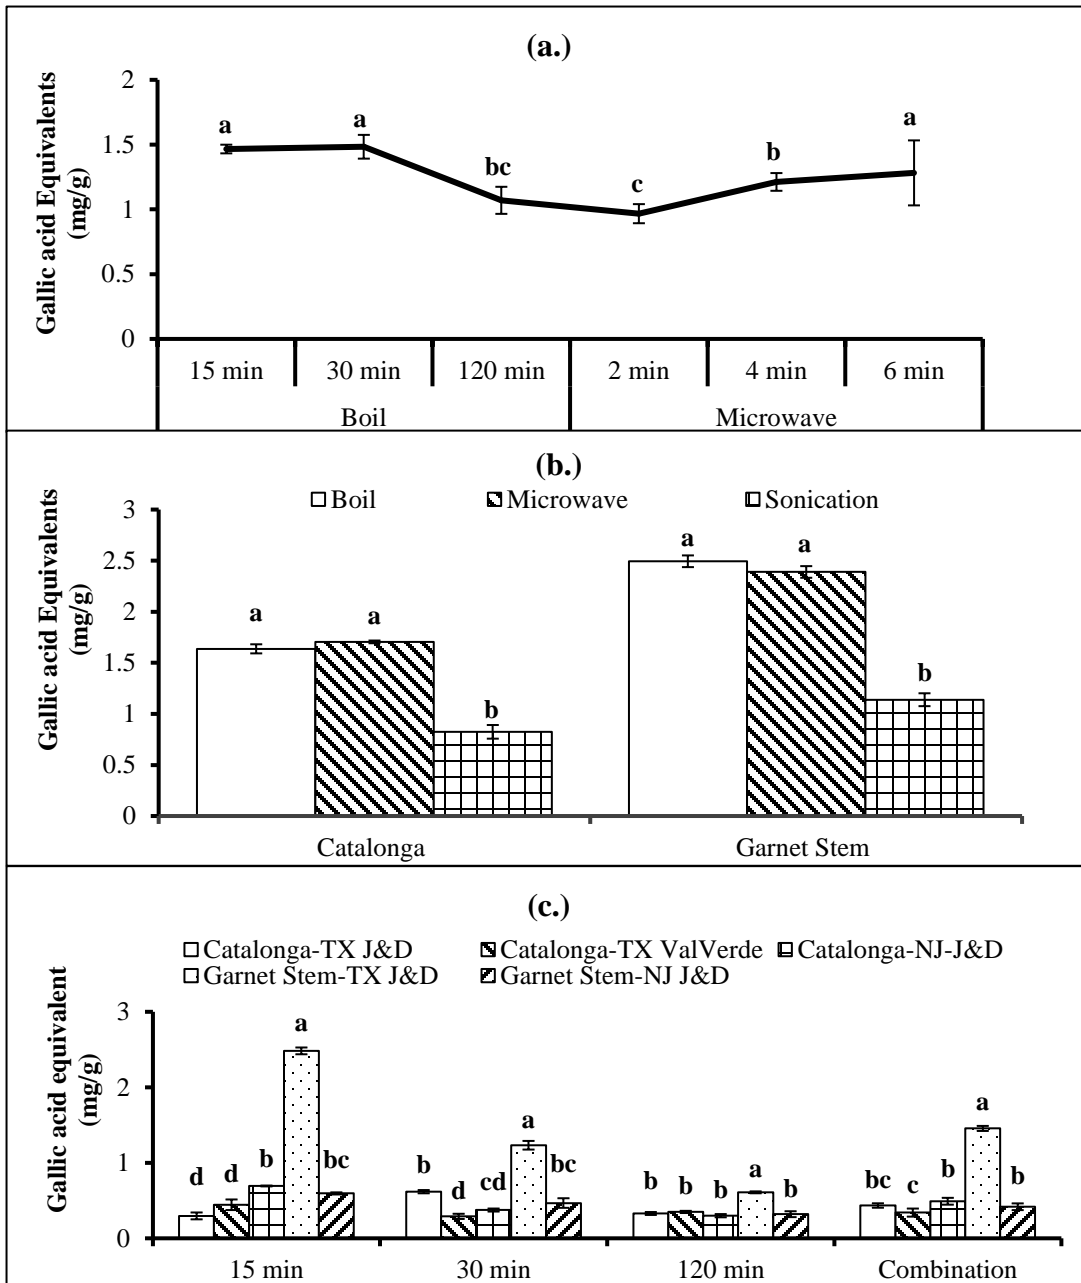 (a.)
Gallic acid Equivalents
(mg/g)
2
1.5
1
0.5
0
a
a
bc
c
b
a
15 min 30 min 120 min 2 min 4 min 6 min
Boil Microwave
(b.)
Boil Microwave Sonication
Gallic acid Equivalents
(mg/g)
3
2.5
2
1.5
1
0.5
0
a a b a a b
Catalonga Garnet Stem
(c.)
Catalonga-TX J&D Catalonga-TX ValVerde Catalonga-NJ-J&D
Garnet Stem-TX J&D Garnet Stem-NJ J&D
Gallic acid equivalent
(mg/g)
3
2
1
0
d d b a bc b d cd a bc b b b a b bc c b a b
15 min 30 min 120 min Combination